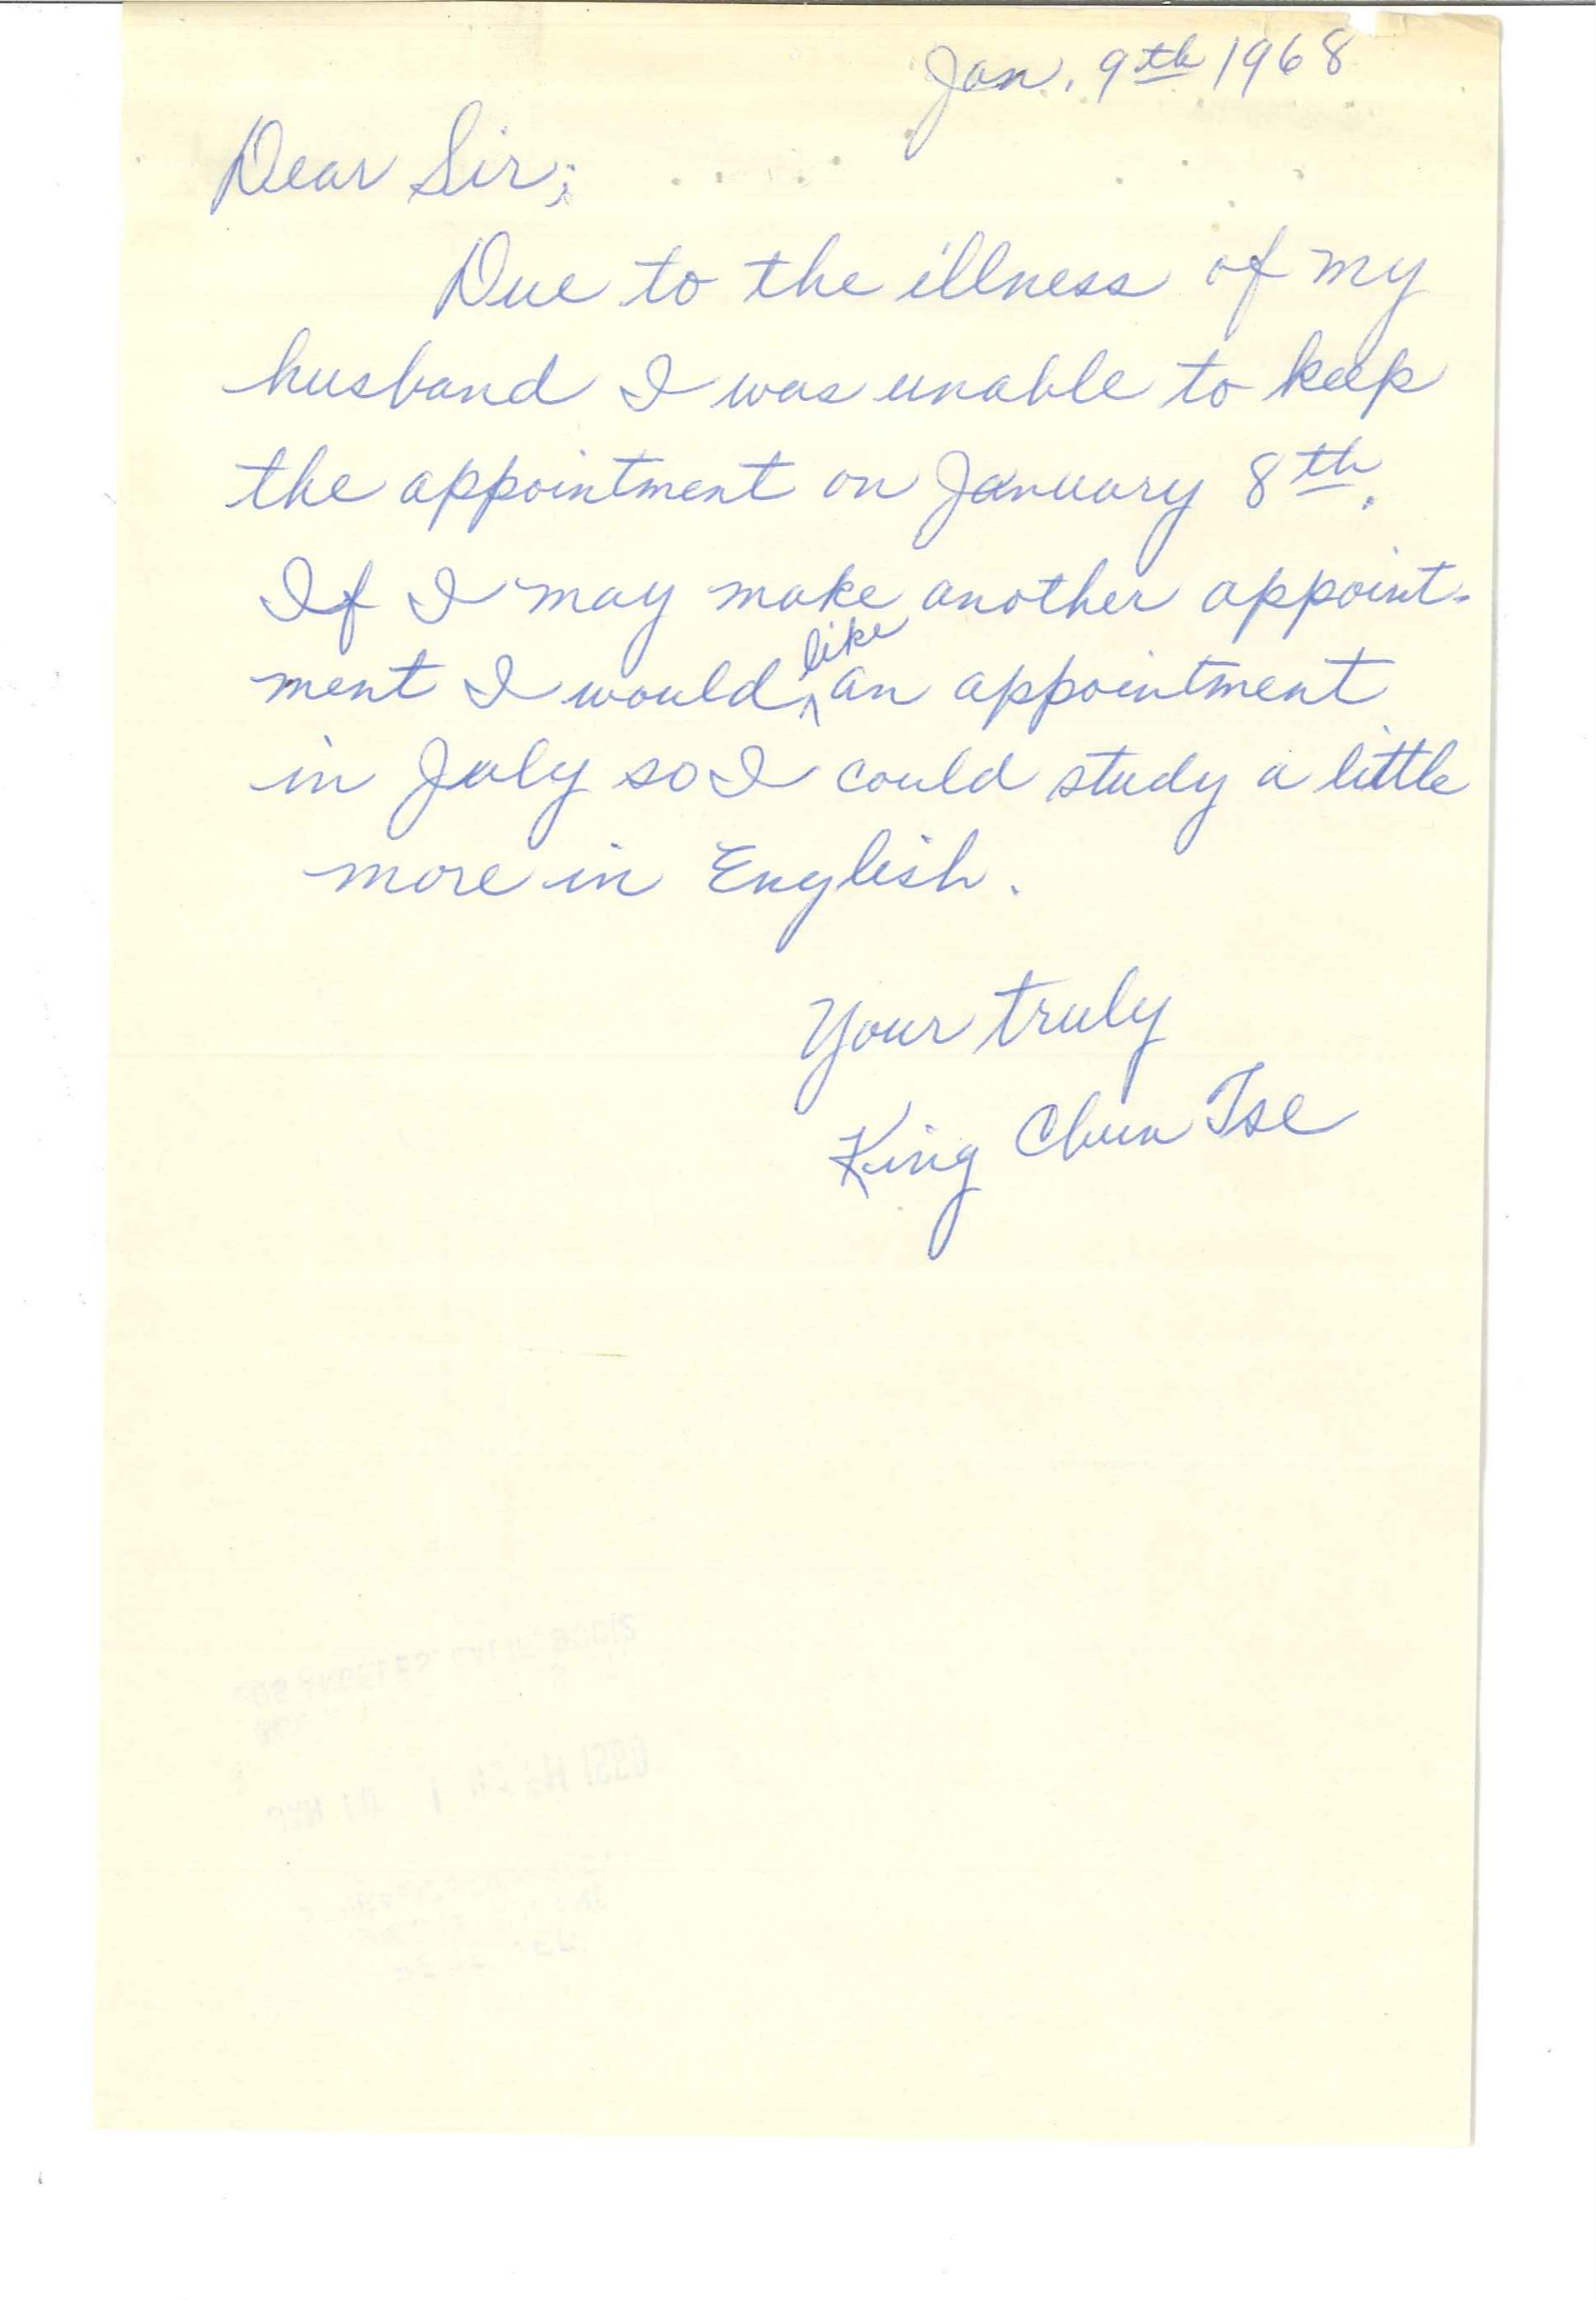 Jan. 9th 1968
Dear Sir;
Due to the illness of my
husband I was unable to keep
the appointment on January 8th.
If I may make another appoint-
ment I would like an appointment
in July so I could study a little
more in English.
Your truly
King Chun Tse